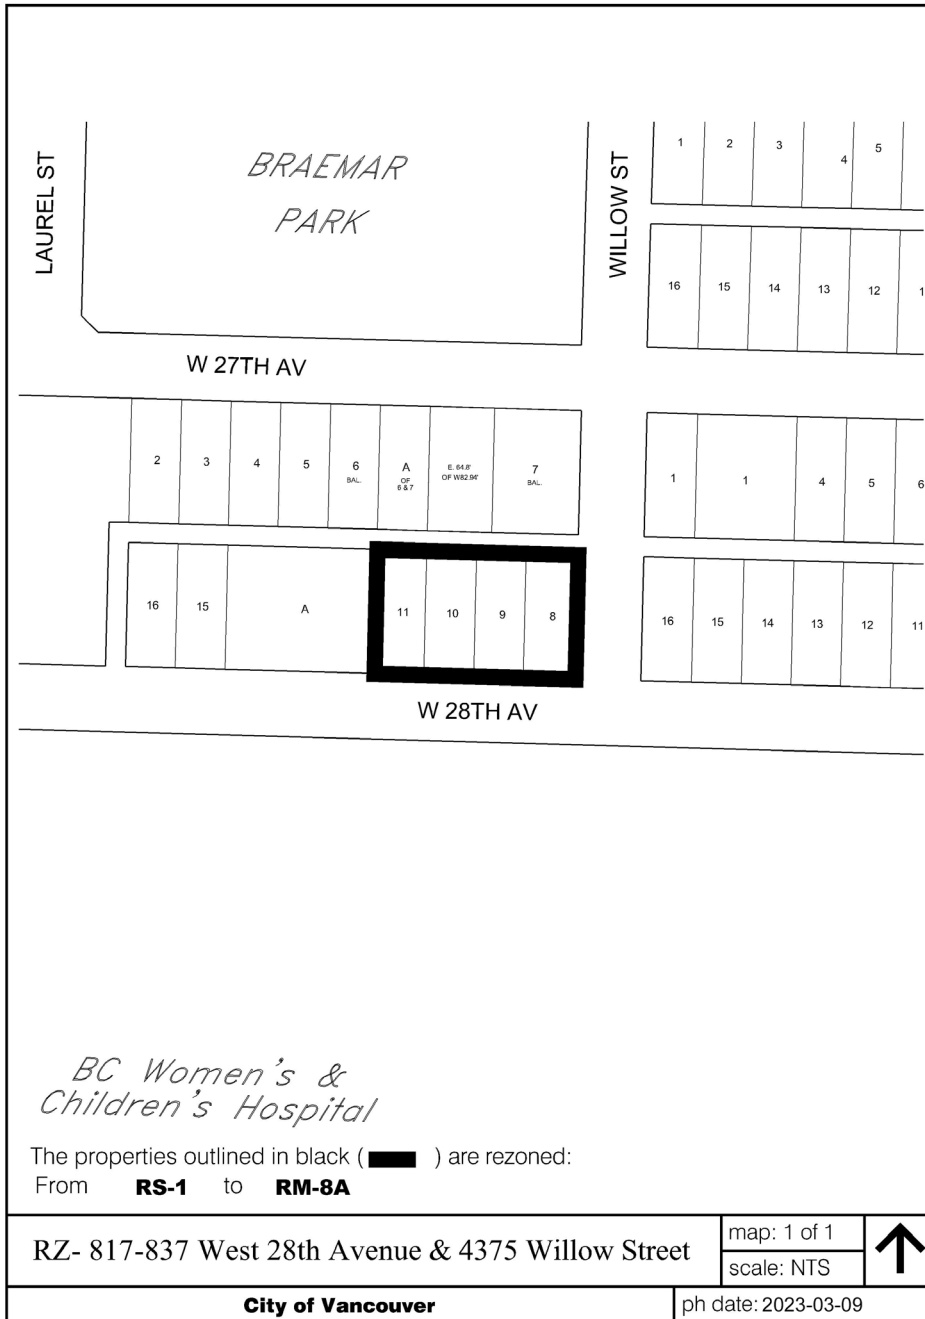 BRAEMAR
PARK
LAUREL ST
WILLOW ST
1
2
3
4
5
16
15
14
13
12
1
W 27TH AV
2
3
4
5
6
BAL.
A
OF
6 & 7
E. 64.8'
OF W82.94'
7
BAL.
1
1
4
5
6
16
15
A
11
10
9
8
16
15
14
13
12
11
W 28TH AV
BC Women's &
Children's Hospital
The properties outlined in black ( ) are rezoned:
From RS-1 to RM-8A
RZ- 817-837 West 28th Avenue & 4375 Willow Street
map: 1 of 1
scale: NTS
City of Vancouver
ph date: 2023-03-09